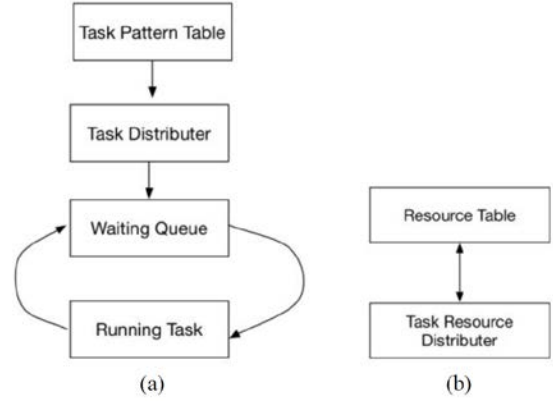 Task Pattern Table
Task Distributer
Waiting Queue
Running Task
(a)
Resource Table
Task Resource
Distributer
(b)